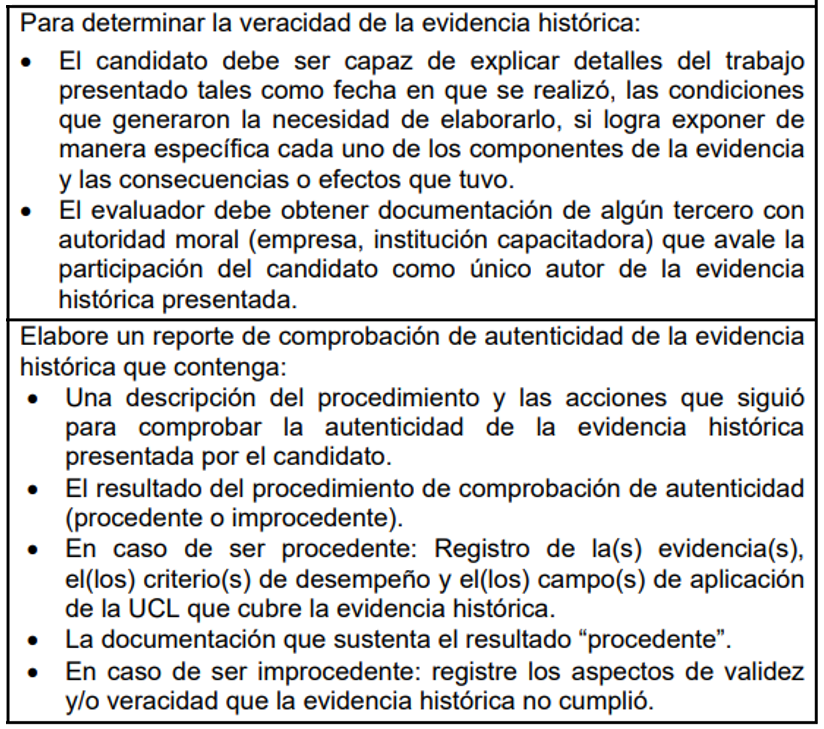 Para determinar la veracidad de la evidencia histórica:
• El candidato debe ser capaz de explicar detalles del trabajo
presentado tales como fecha en que se realizó, las condiciones
que generaron la necesidad de elaborarlo, si logra exponer de
manera específica cada uno de los componentes de la evidencia
y las consecuencias o efectos que tuvo.
• El evaluador debe obtener documentación de algún tercero con
autoridad moral (empresa, institución capacitadora) que avale la
participación del candidato como único autor de la evidencia
histórica presentada.
Elabore un reporte de comprobación de autenticidad de la evidencia
histórica que contenga:
• Una descripción del procedimiento y las acciones que siguió
para comprobar la autenticidad de la evidencia histórica
presentada por el candidato.
• El resultado del procedimiento de comprobación de autenticidad
(procedente o improcedente).
• En caso de ser procedente: Registro de la(s) evidencia(s),
el(los) criterio(s) de desempeño y el(los) campo(s) de aplicación
de la UCL que cubre la evidencia histórica.
• La documentación que sustenta el resultado “procedente”.
• En caso de ser improcedente: registre los aspectos de validez
y/o veracidad que la evidencia histórica no cumplió.